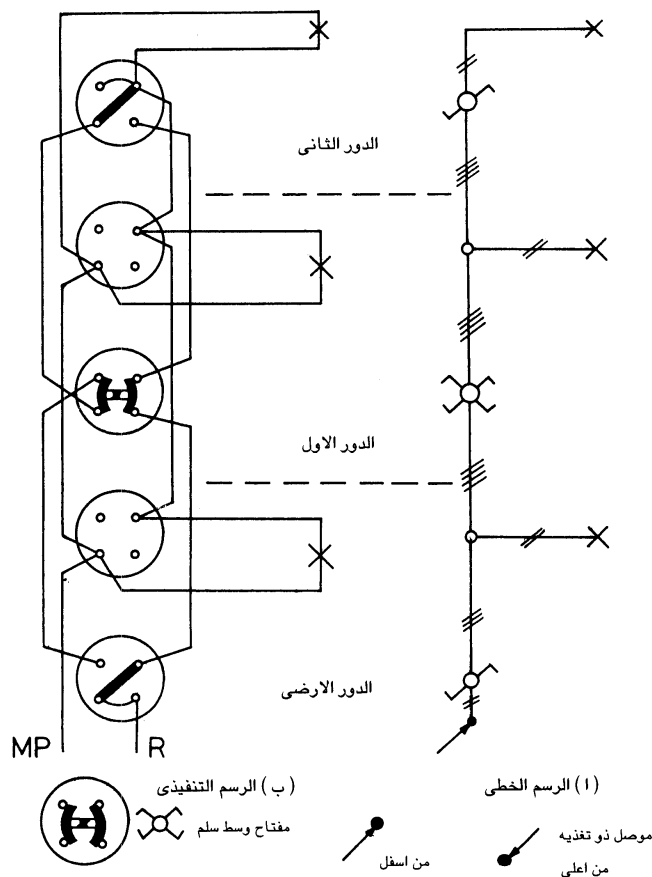 الدور الثانى
الدور الاول
الدور الارضى
MP R
(ا) الرسم الخطى
(ب) الرسم التنفيذى
موصل ذو تغذيه
من اعلى
من اسفل
مفتاح وسط سلم